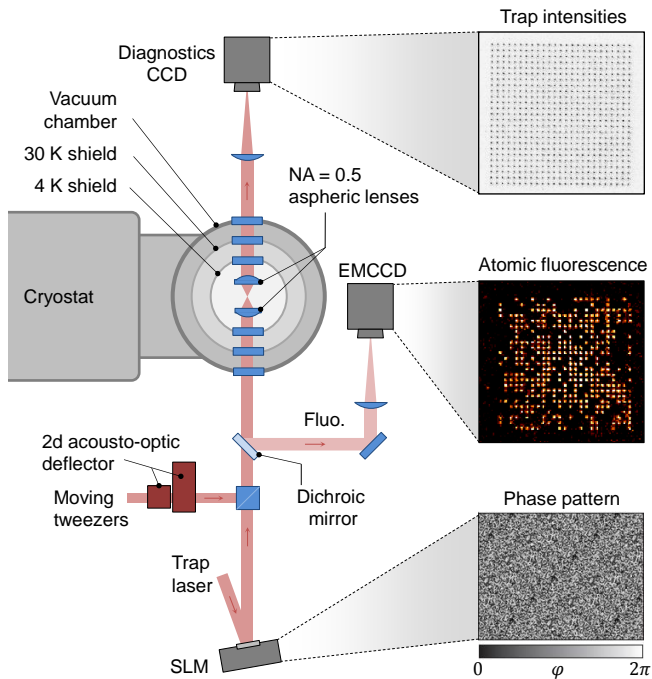 Diagnostics
CCD
Trap intensities
Vacuum
chamber
30 K shield
4 K shield
NA = 0.5
aspheric lenses
Cryostat
EMCCD
Atomic fluorescence
Fluo.
2d acousto-optic
deflector
Moving
tweezers
Dichroic
mirror
Phase pattern
Trap
laser
SLM
0 φ 2π